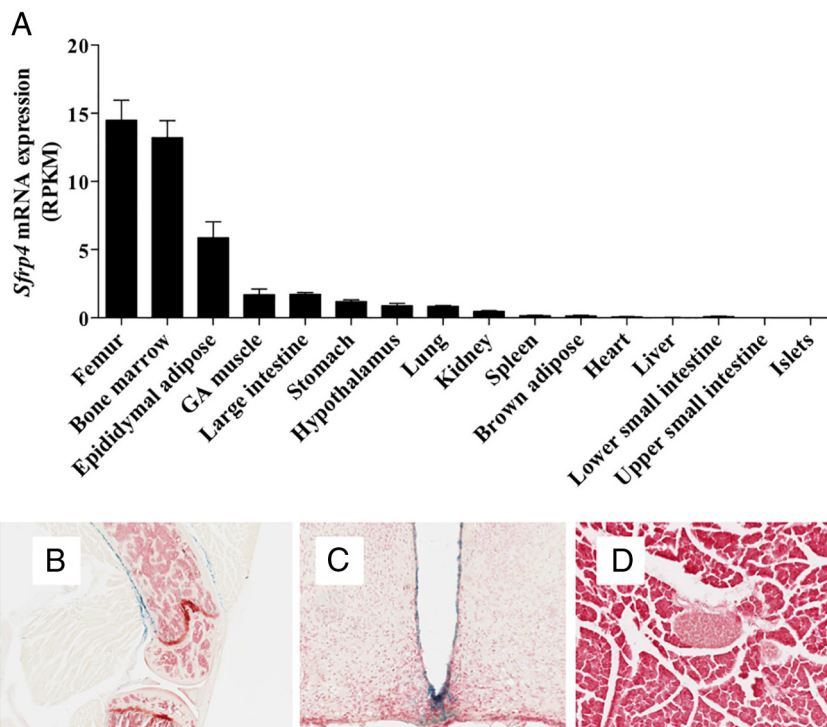 A
Sfrp4 mRNA expression
(RPKM)
20
15
10
5
0
Femur
Bone marrow
Epididymal adipose
GA muscle
Large intestine
Stomach
Hypothalamus
Lung
Kidney
Spleen
Brown adipose
Heart
Liver
Lower small intestine
Upper small intestine
Islets
B
C
D